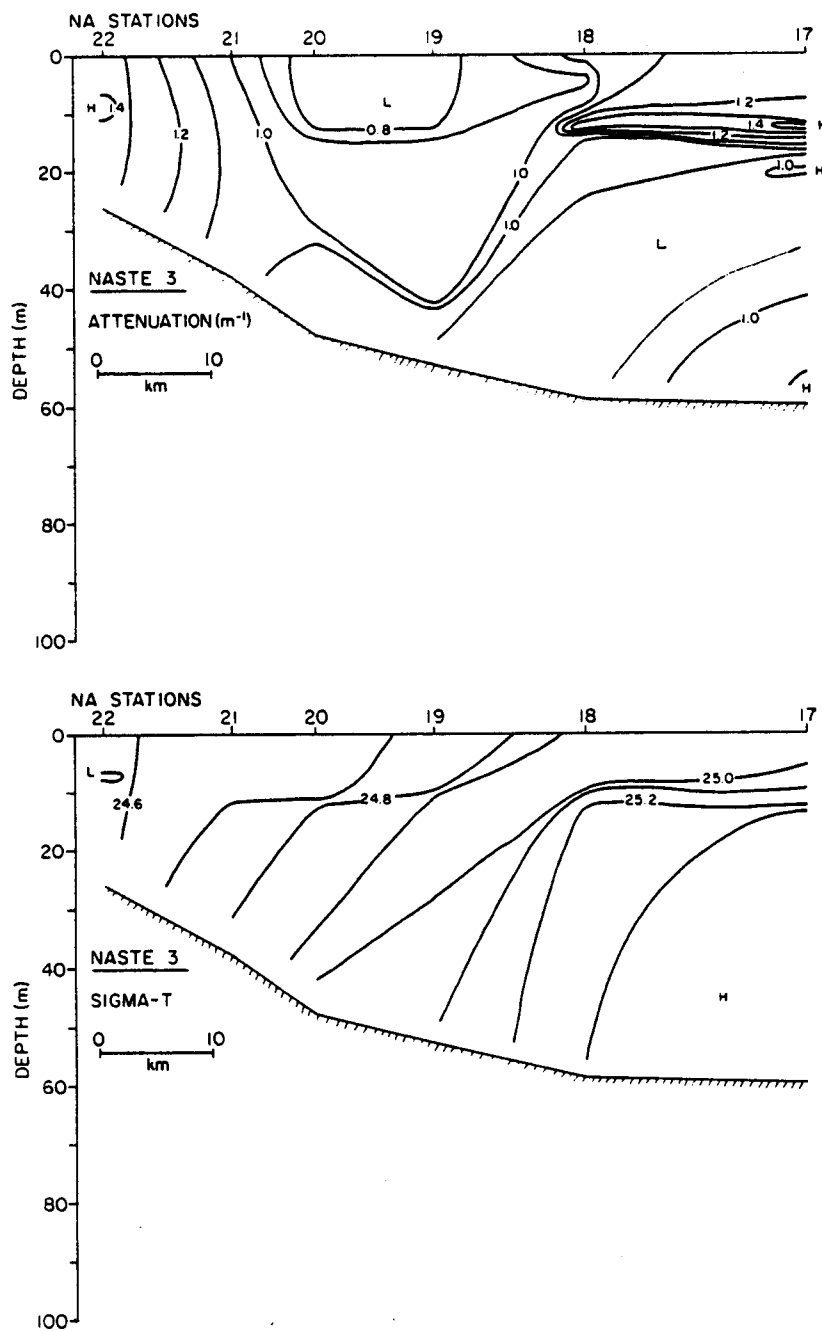 NA STATIONS
22 21 20 19 18 17
0
20
40
60
80
100
DEPTH (m)
H
1.4
1.2
1.0
L
0.8
1.0
1.0
1.2
1.4
H
1.2
1.0
H
L
1.0
H
NASTE 3
ATTENUATION (m⁻¹)
0 10
km
NA STATIONS
22 21 20 19 18 17
0
20
40
60
80
100
DEPTH (m)
L
24.6
24.8
25.0
25.2
H
NASTE 3
SIGMA-T
0 10
km